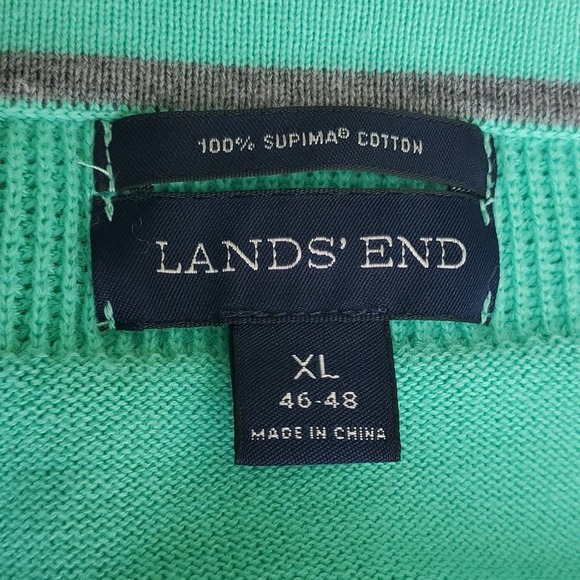 100% SUPIMA® COTTON
LANDS' END
XL
46-48
MADE IN CHINA